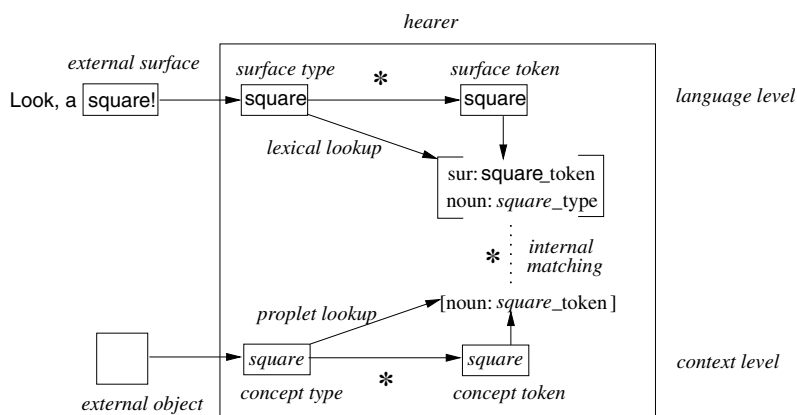 hearer
external surface
surface type
*
surface token
Look, a square!
square
square
language level
lexical lookup
sur: square_token
noun: square_type
*
internal
matching
proplet lookup
[noun: square_token ]
square
square
context level
concept type
*
concept token
external object